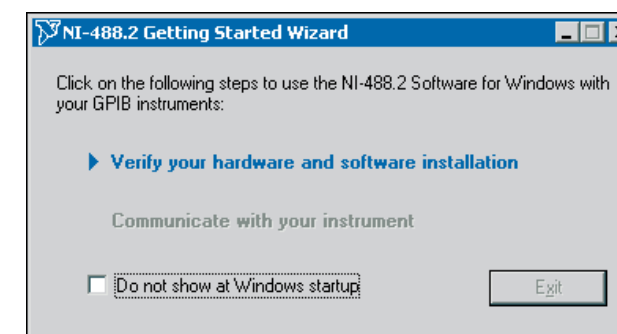 NI-488.2 Getting Started Wizard
Click on the following steps to use the NI-488.2 Software for Windows with
your GPIB instruments:
Verify your hardware and software installation
Communicate with your instrument
Do not show at Windows startup
Exit